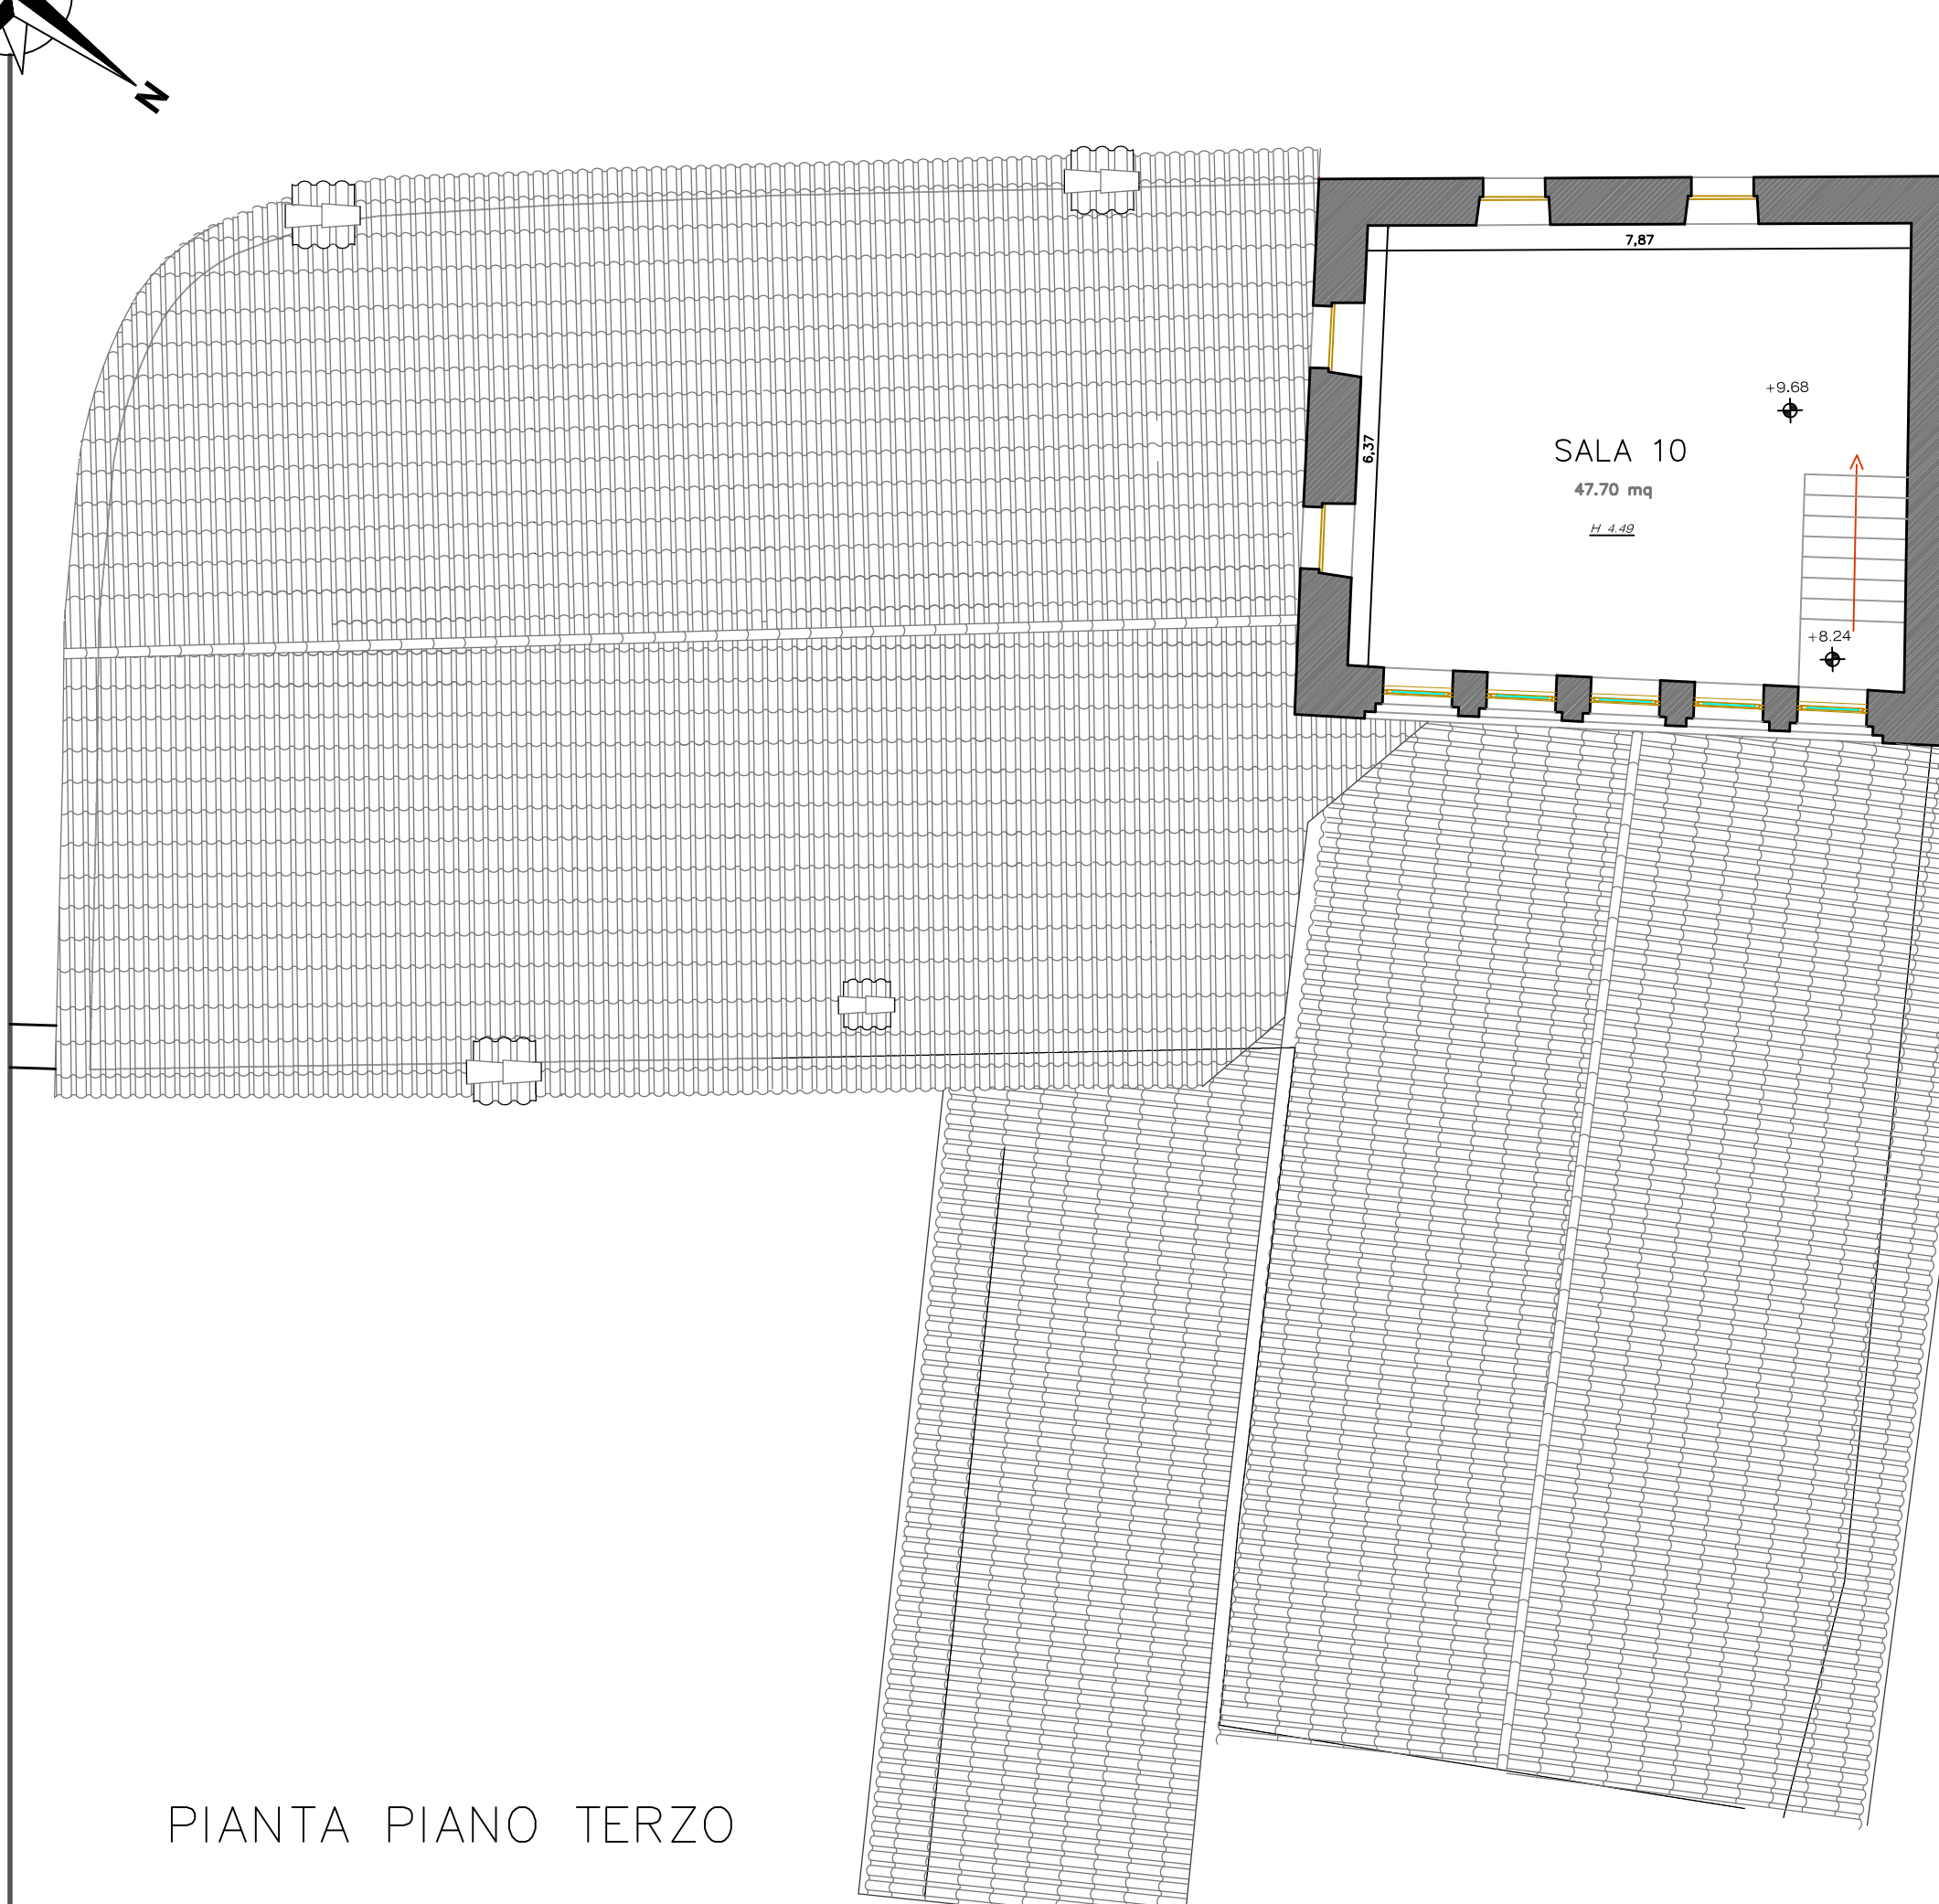 N
7,87
+9.68
6,37
SALA 10
47.70 mq
H 4.49
+8.24
PIANTA PIANO TERZO